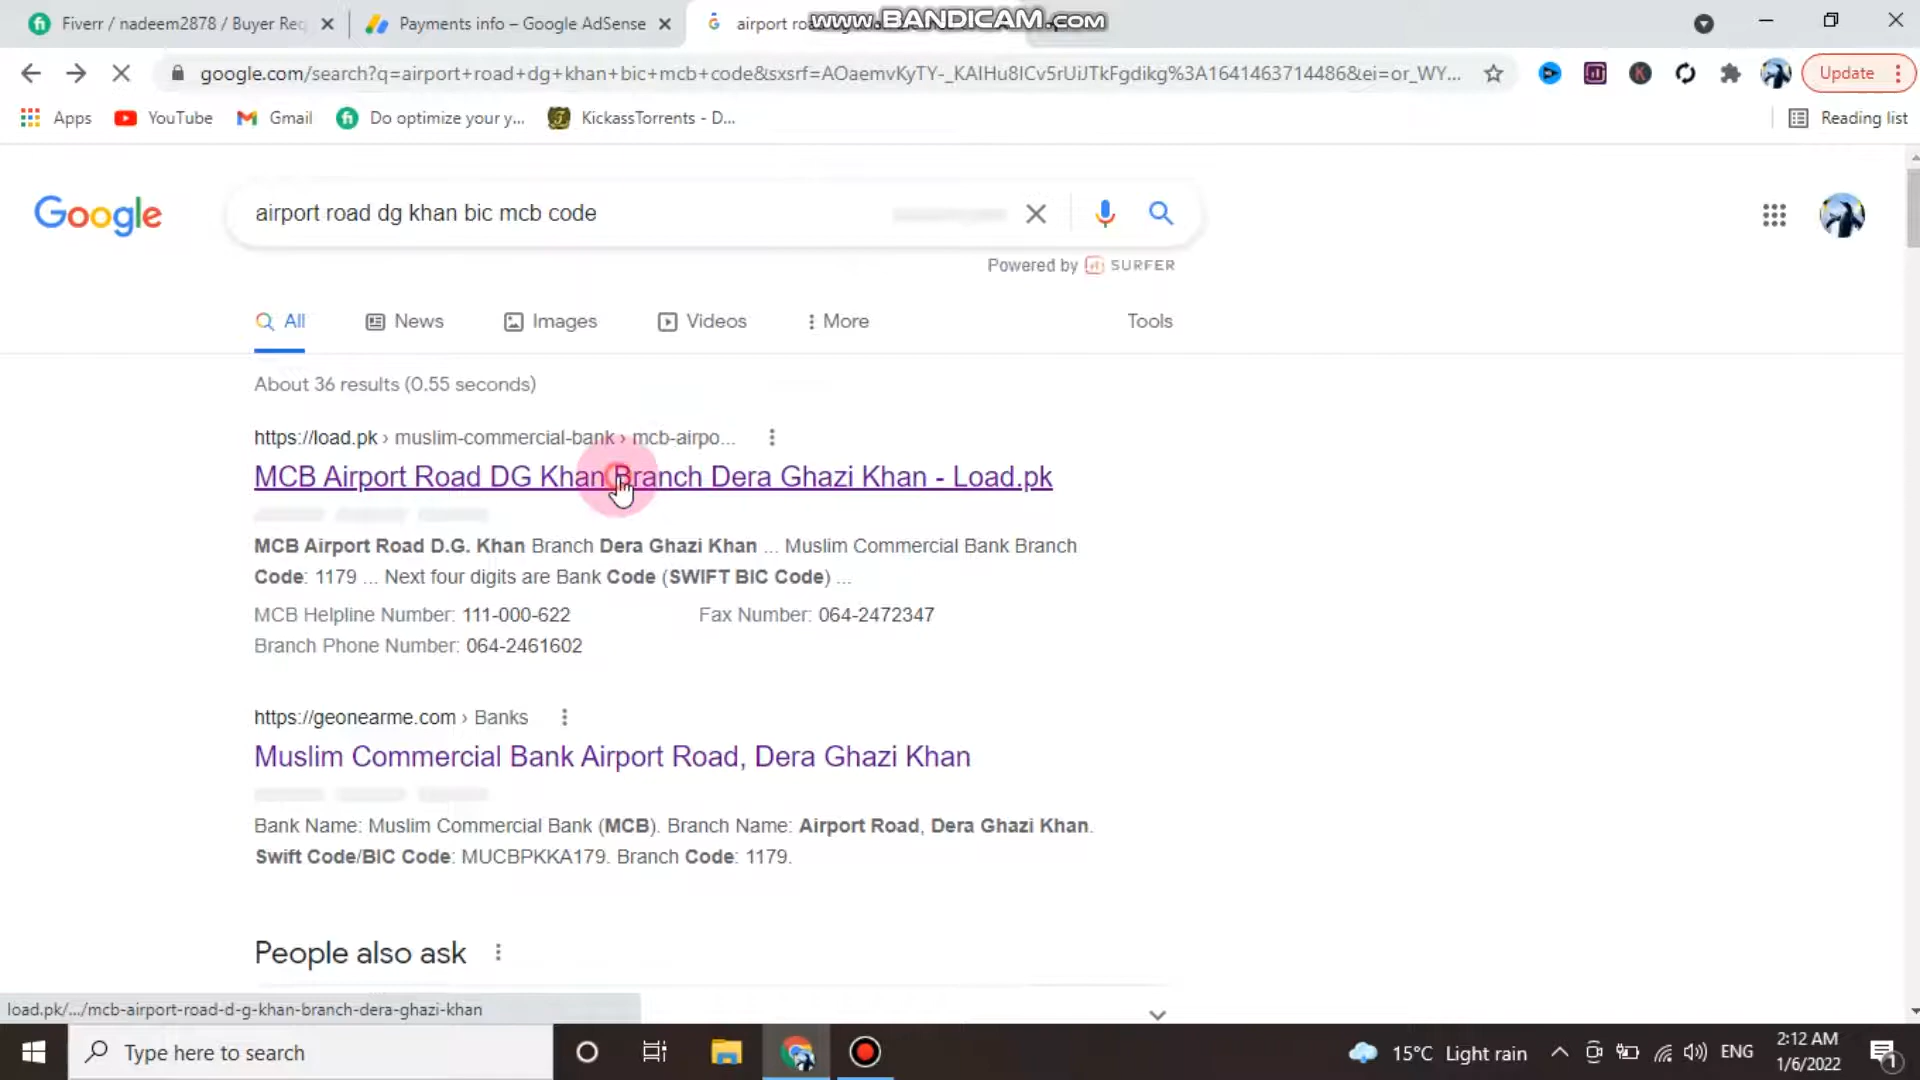 Fiverr / nadeem2878 / Buyer Req
Payments info – Google AdSense
airport roa
www.BANDICAM.com
google.com/search?q=airport+road+dg+khan+bic+mcb+code&sxsrf=AOaemvKyTY-_KAIHu8ICv5rUiJTkFgdikg%3A1641463714486&ei=or_WY...
Update
Apps
YouTube
Gmail
Do optimize your y...
KickassTorrents - D...
Reading list
Google
airport road dg khan bic mcb code
Powered by SURFER
All
News
Images
Videos
More
Tools
About 36 results (0.55 seconds)
https://load.pk › muslim-commercial-bank › mcb-airpo...
MCB Airport Road DG Khan Branch Dera Ghazi Khan - Load.pk
MCB Airport Road D.G. Khan Branch Dera Ghazi Khan ... Muslim Commercial Bank Branch
Code: 1179 ... Next four digits are Bank Code (SWIFT BIC Code) ...
MCB Helpline Number: 111-000-622 Fax Number: 064-2472347
Branch Phone Number: 064-2461602
https://geonearme.com › Banks
Muslim Commercial Bank Airport Road, Dera Ghazi Khan
Bank Name: Muslim Commercial Bank (MCB). Branch Name: Airport Road, Dera Ghazi Khan.
Swift Code/BIC Code: MUCBPKKA179. Branch Code: 1179.
People also ask
load.pk/.../mcb-airport-road-d-g-khan-branch-dera-ghazi-khan
Type here to search
15°C Light rain
ENG
2:12 AM
1/6/2022
1